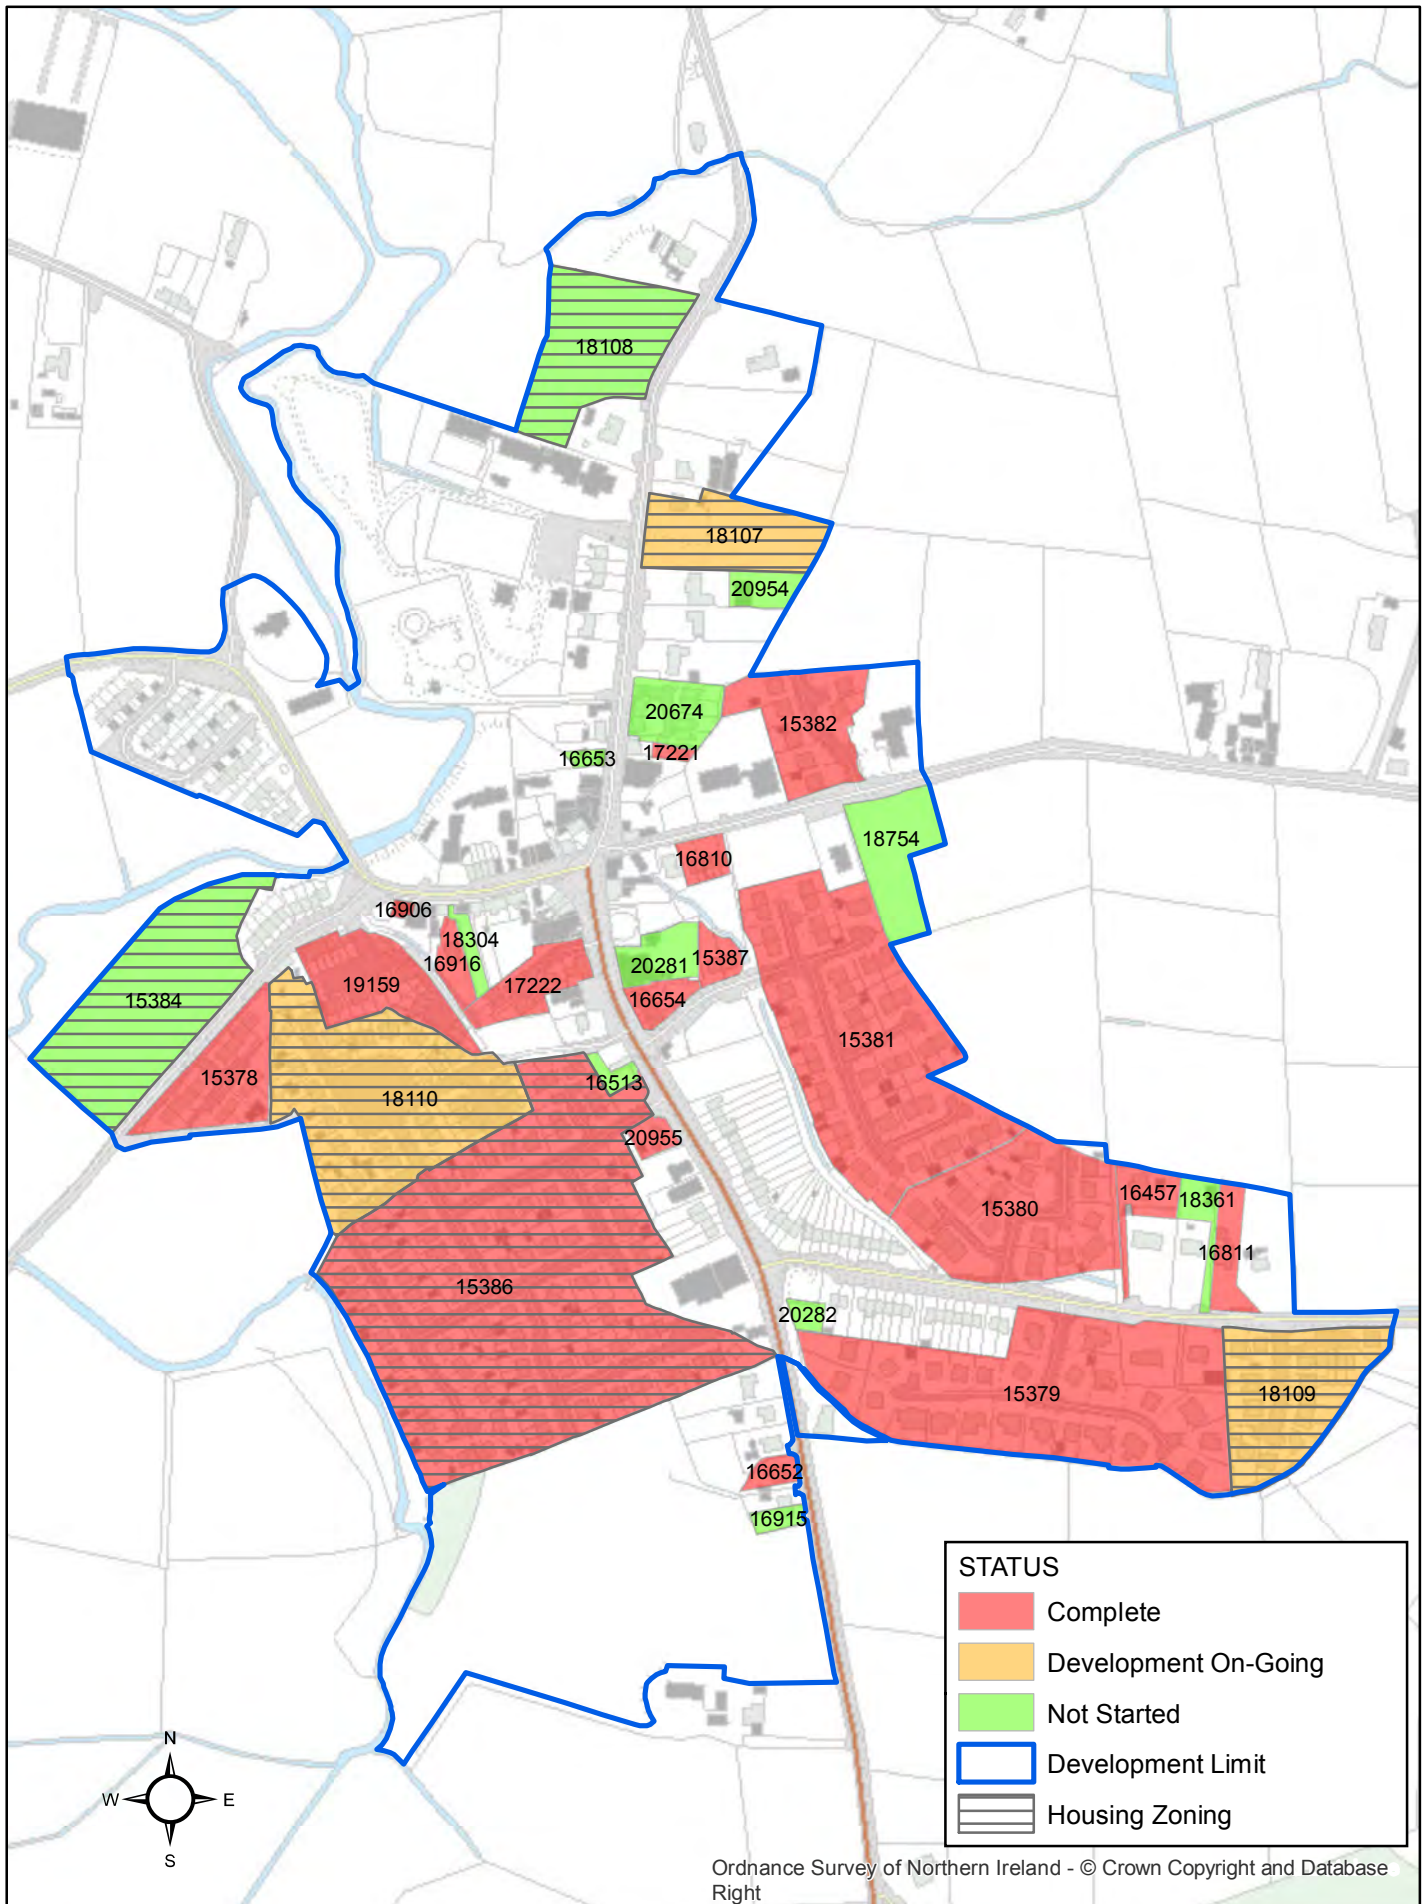 18108
18107
20954
20674
15382
16653
17221
18754
16810
16906
18304
16916
20281
15387
15384
19159
17222
16654
15381
15378
18110
16513
20955
16457
18361
15380
16811
15386
20282
15379
18109
16652
16915
STATUS
Complete
Development On-Going
Not Started
Development Limit
Housing Zoning
N
W
E
S
Ordnance Survey of Northern Ireland - © Crown Copyright and Database
Right